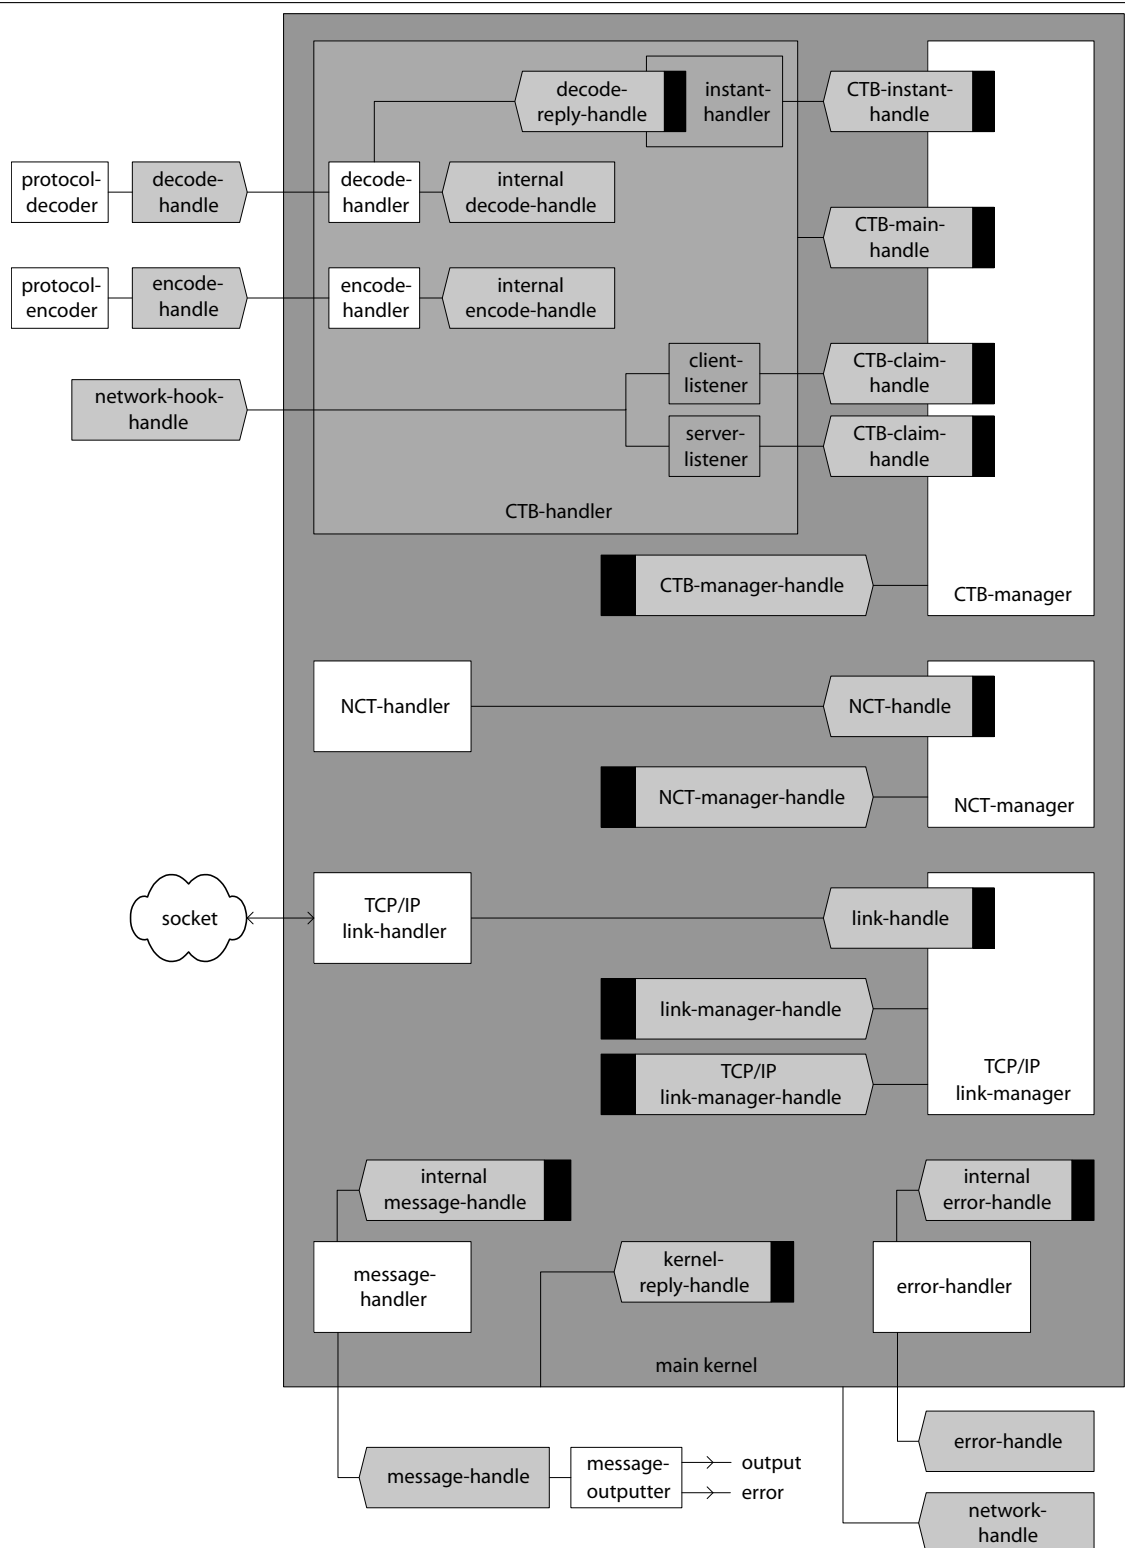 decode-
reply-handle
instant-
handler
CTB-instant-
handle
protocol-
decoder
decode-
handle
decode-
handler
internal
decode-handle
CTB-main-
handle
protocol-
encoder
encode-
handle
encode-
handler
internal
encode-handle
client-
listener
CTB-claim-
handle
network-hook-
handle
server-
listener
CTB-claim-
handle
CTB-handler
CTB-manager-handle
CTB-manager
NCT-handler
NCT-handle
NCT-manager-handle
NCT-manager
socket
TCP/IP
link-handler
link-handle
link-manager-handle
TCP/IP
link-manager-handle
TCP/IP
link-manager
internal
message-handle
internal
error-handle
message-
handler
kernel-
reply-handle
error-handler
main kernel
error-handle
message-handle
message-
outputter
output
error
network-
handle